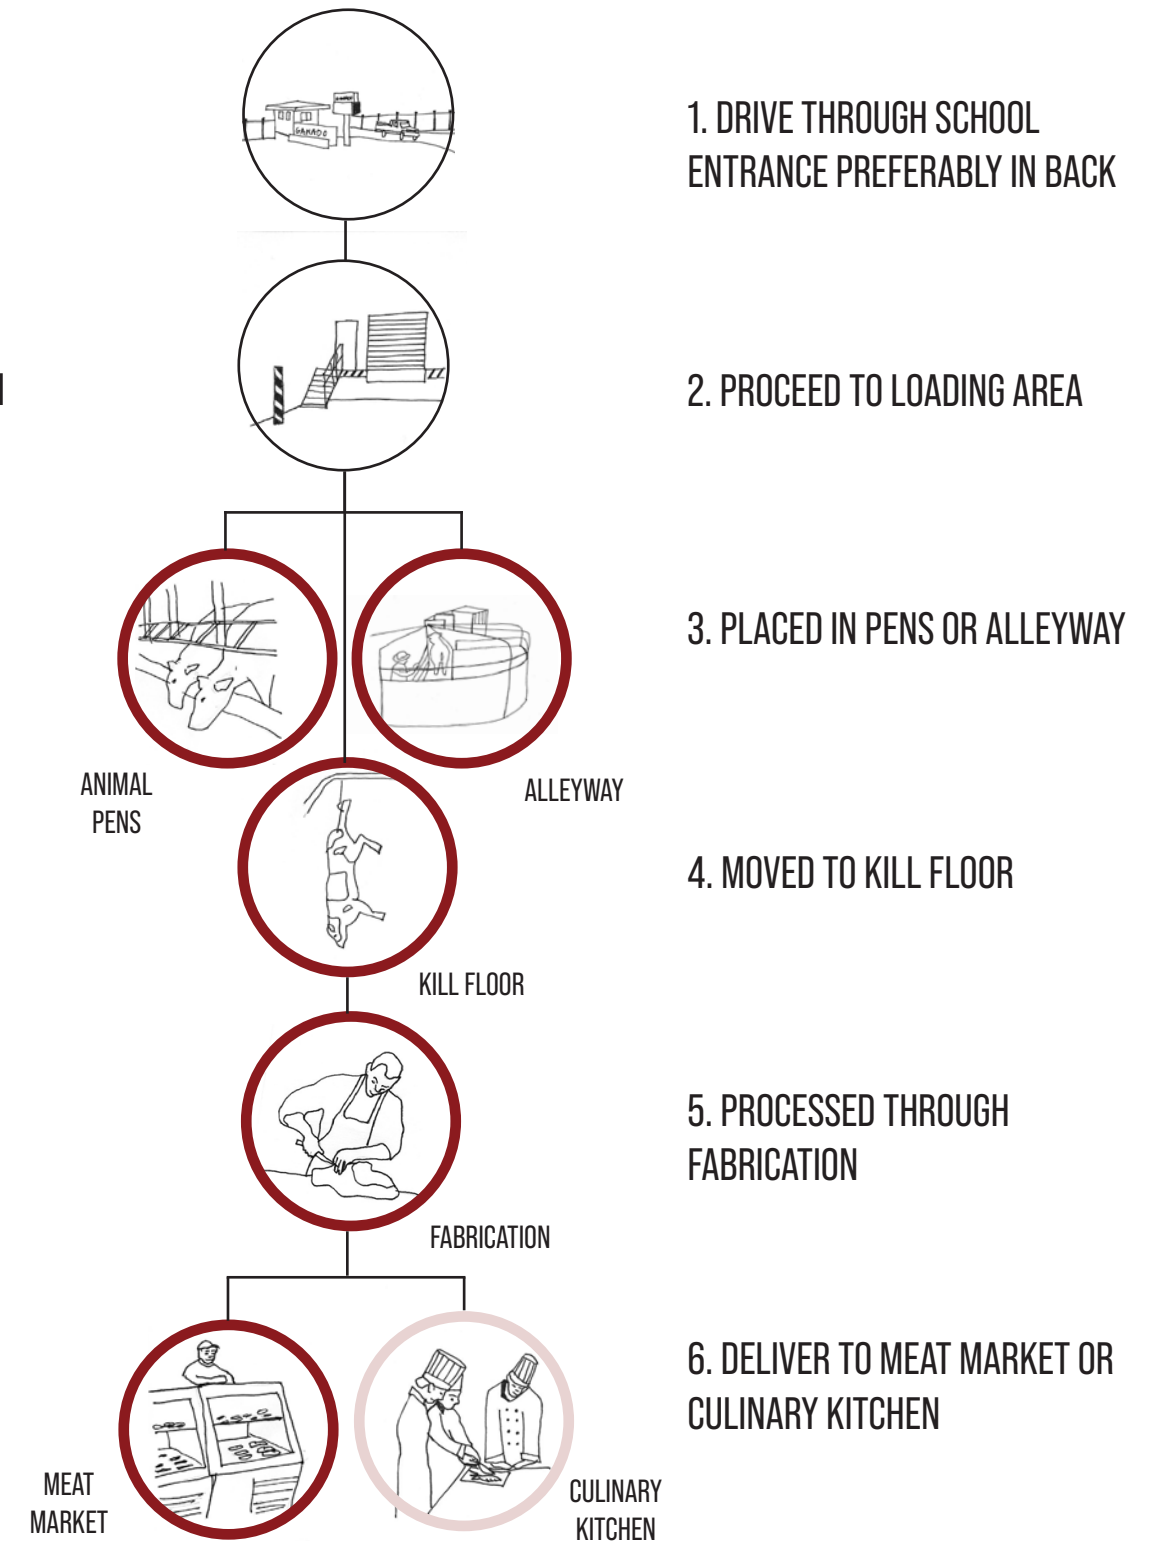 GANADO
1. DRIVE THROUGH SCHOOL
ENTRANCE PREFERABLY IN BACK
2. PROCEED TO LOADING AREA
3. PLACED IN PENS OR ALLEYWAY
ANIMAL
PENS
ALLEYWAY
4. MOVED TO KILL FLOOR
KILL FLOOR
5. PROCESSED THROUGH
FABRICATION
FABRICATION
6. DELIVER TO MEAT MARKET OR
CULINARY KITCHEN
MEAT
MARKET
CULINARY
KITCHEN